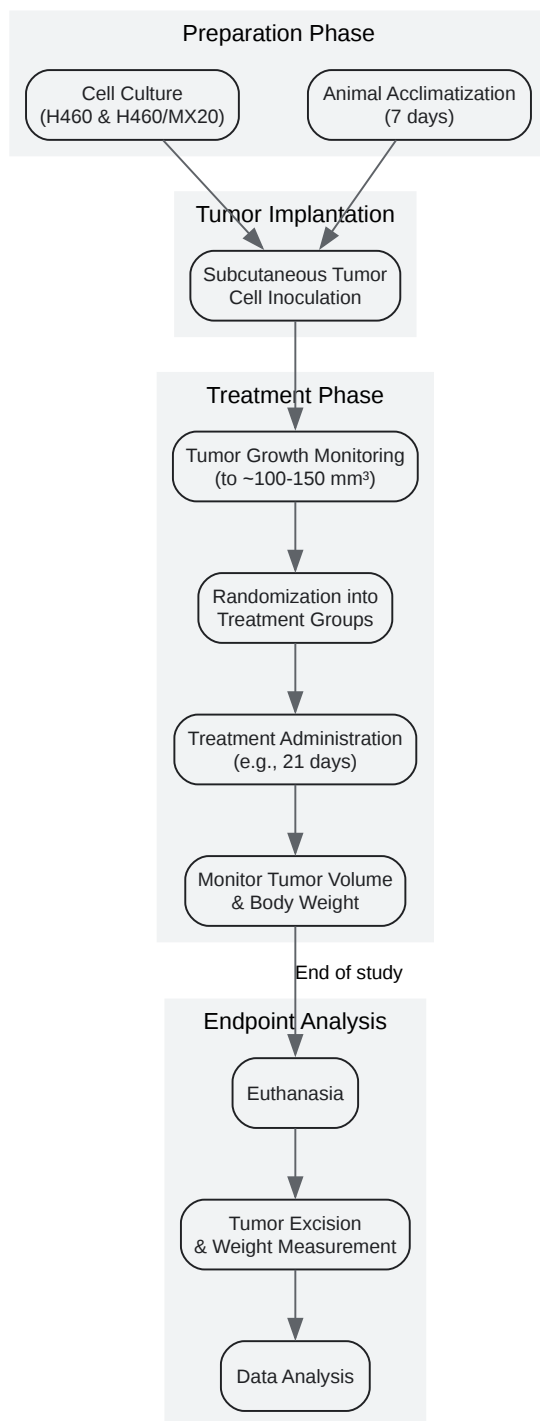 Preparation Phase
Cell Culture
(H460 & H460/MX20)
Animal Acclimatization
(7 days)
Tumor Implantation
Subcutaneous Tumor
Cell Inoculation
Treatment Phase
Tumor Growth Monitoring
(to ~100-150 mm³)
Randomization into
Treatment Groups
Treatment Administration
(e.g., 21 days)
Monitor Tumor Volume
& Body Weight
End of study
Endpoint Analysis
Euthanasia
Tumor Excision
& Weight Measurement
Data Analysis